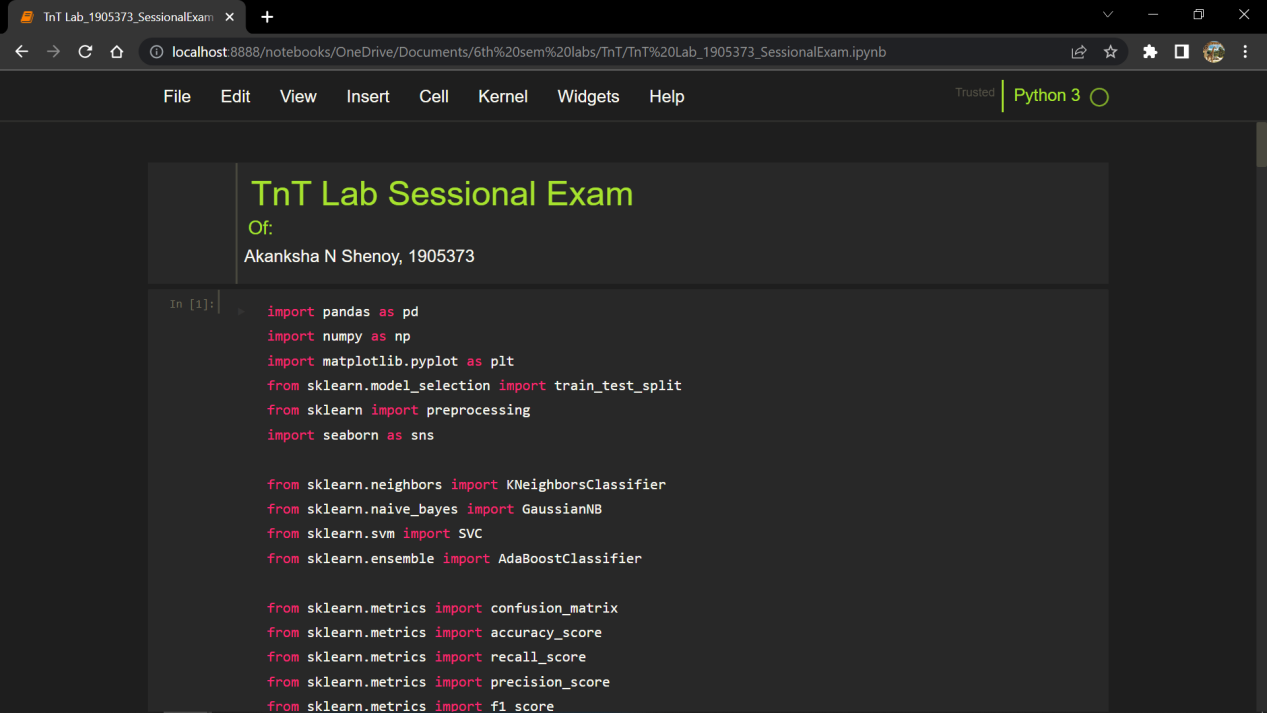 TnT Lab_1905373_SessionalExam
localhost:8888/notebooks/OneDrive/Documents/6th%20sem%20labs/TnT/TnT%20Lab_1905373_SessionalExam.ipynb
File Edit View Insert Cell Kernel Widgets Help Trusted Python 3
TnT Lab Sessional Exam
Of:
Akanksha N Shenoy, 1905373
In [1]:
import pandas as pd
import numpy as np
import matplotlib.pyplot as plt
from sklearn.model_selection import train_test_split
from sklearn import preprocessing
import seaborn as sns
from sklearn.neighbors import KNeighborsClassifier
from sklearn.naive_bayes import GaussianNB
from sklearn.svm import SVC
from sklearn.ensemble import AdaBoostClassifier
from sklearn.metrics import confusion_matrix
from sklearn.metrics import accuracy_score
from sklearn.metrics import recall_score
from sklearn.metrics import precision_score
from sklearn.metrics import f1_score